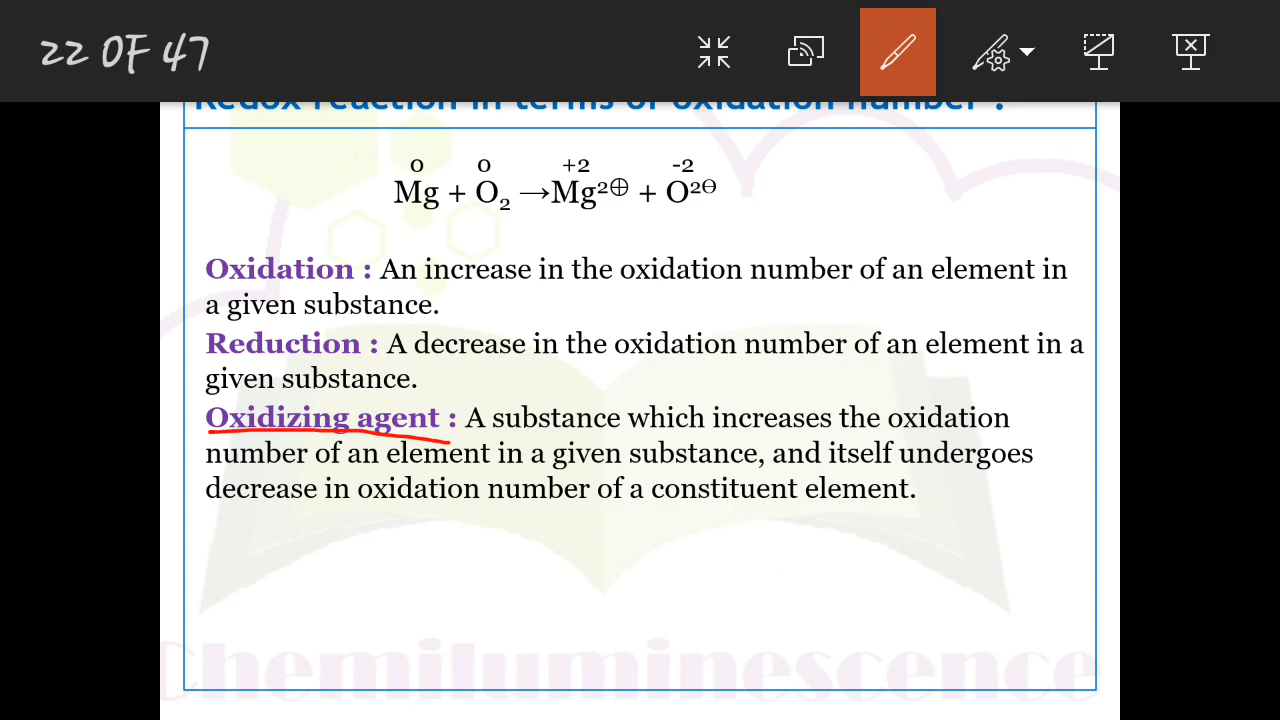 22 OF 47
Redox reaction in terms of oxidation number :
0 0 +2 -2
Mg + O₂ → Mg²⊕ + O²⊖
Oxidation : An increase in the oxidation number of an element in
a given substance.
Reduction : A decrease in the oxidation number of an element in a
given substance.
Oxidizing agent : A substance which increases the oxidation
number of an element in a given substance, and itself undergoes
decrease in oxidation number of a constituent element.
Chemiluminescence